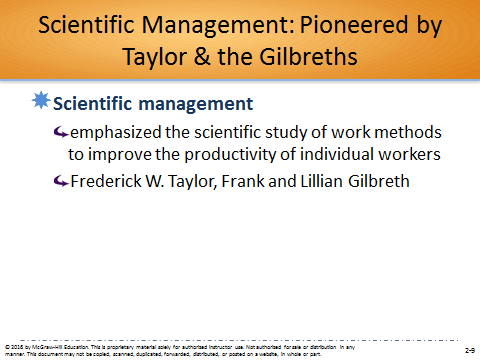 Scientific Management: Pioneered by
Taylor & the Gilbreths
Scientific management
emphasized the scientific study of work methods
to improve the productivity of individual workers
Frederick W. Taylor, Frank and Lillian Gilbreth
© 2016 by McGraw-Hill Education. This is proprietary material solely for authorized instructor use. Not authorized for sale or distribution in any
manner. This document may not be copied, scanned, duplicated, forwarded, distributed, or posted on a website, in whole or part.
2-9